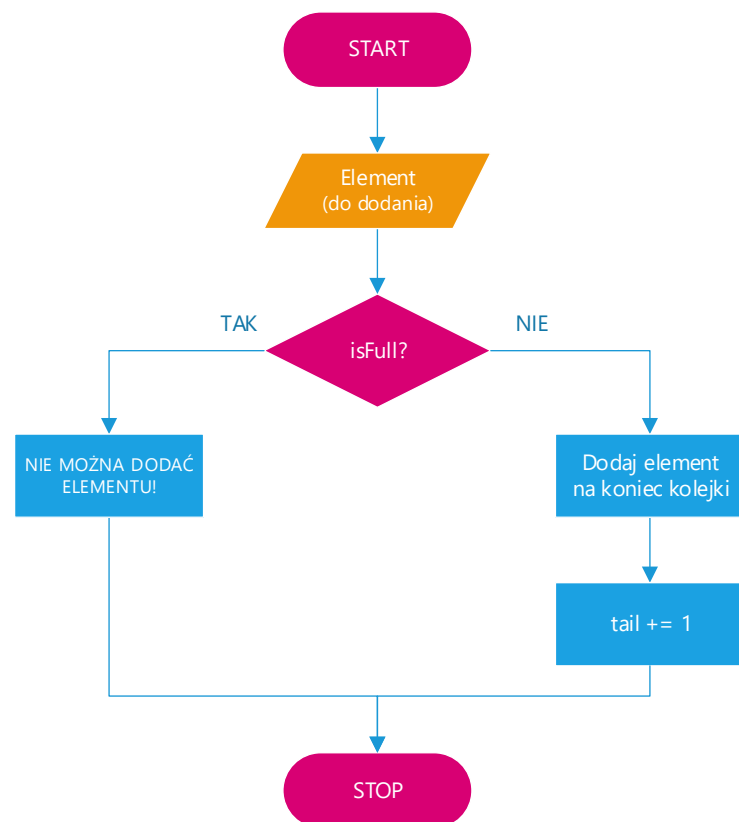 START
Element
(do dodania)
TAK
NIE
isFull?
NIE MOŻNA DODAĆ
ELEMENTU!
Dodaj element
na koniec kolejki
tail += 1
STOP